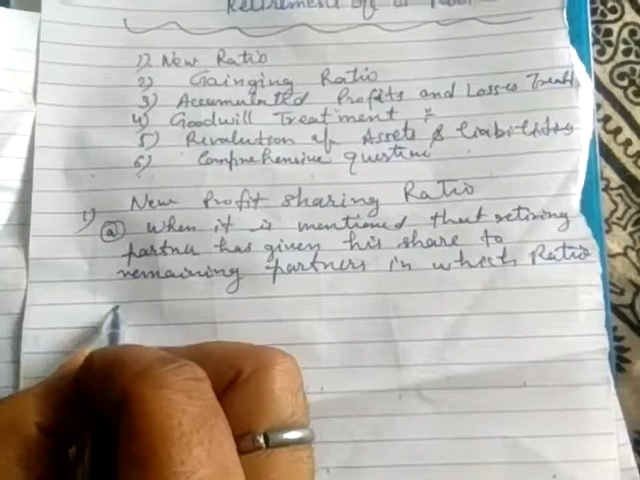 Retirement of a
1) New Ratio
2) Gainging Ratio
3) Accumulated Profits and Losses Treatt
4) Goodwill Treatment
5) Revalution of Assets & liabilities
6) Comprehensive question
1) New Profit sharing Ratio
(a) When it is mentioned that retiring
partner has given his share to
remaining partners in which Ratio